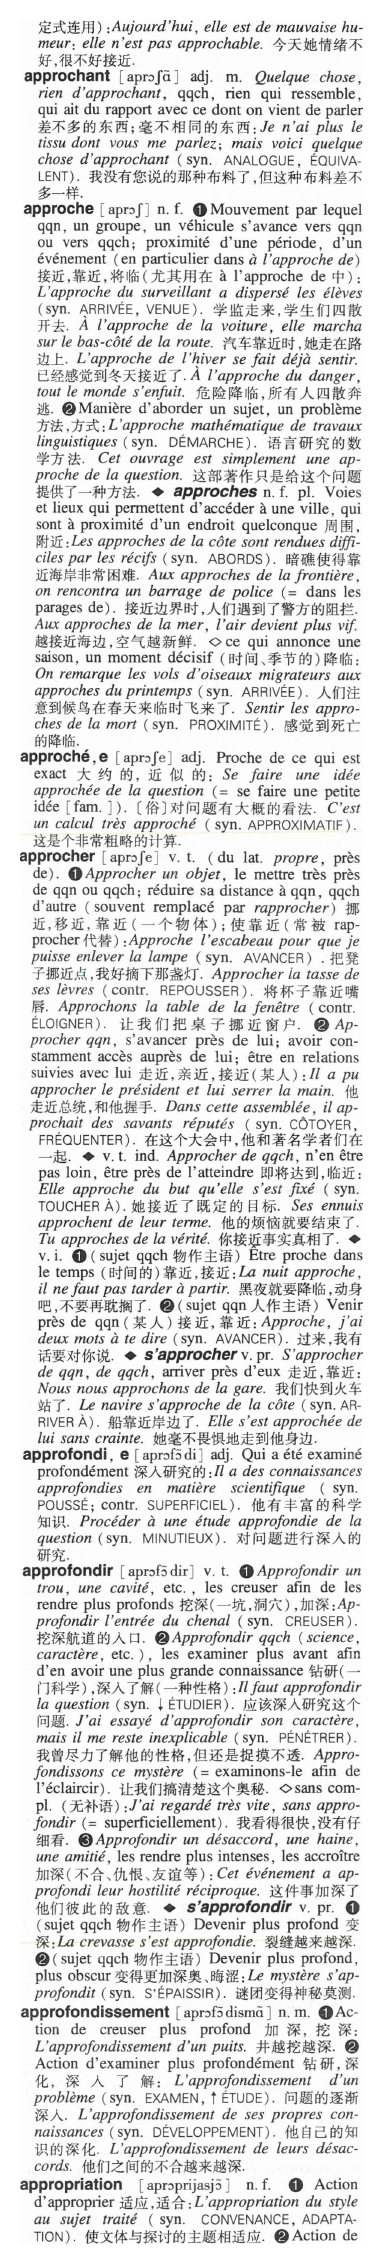 定式连用) :Aujourd'hui, elle est de mauvaise hu-
meur: elle n'est pas approchable. 今天她情绪不
好,很不好接近.
approchant [aprɔʃɑ̃] adj. m. Quelque chose,
rien d'approchant, qqch, rien qui ressemble,
qui ait du rapport avec ce dont on vient de parler
差不多的东西;毫不相同的东西:Je n'ai plus le
tissu dont vous me parlez; mais voici quelque
chose d'approchant (syn. ANALOGUE, ÉQUIVA-
LENT). 我没有您说的那种布料了,但这种布料差不
多一样.
approche [aprɔʃ] n. f. ❶Mouvement par lequel
qqn, un groupe, un véhicule s'avance vers qqn
ou vers qqch; proximité d'une période, d'un
événement (en particulier dans à l'approche de)
接近,靠近,将临(尤其用在 à l'approche de 中):
L'approche du surveillant a dispersé les élèves
(syn. ARRIVÉE, VENUE). 学监走来,学生们四散
开去. À l'approche de la voiture, elle marcha
sur le bas-côté de la route. 汽车靠近时,她走在路
边上. L'approche de l'hiver se fait déjà sentir.
已经感觉到冬天接近了. À l'approche du danger,
tout le monde s'enfuit. 危险降临,所有人四散奔
逃. ❷Manière d'aborder un sujet, un problème
方法,方式:L'approche mathématique de travaux
linguistiques (syn. DÉMARCHE). 语言研究的数
学方法. Cet ouvrage est simplement une ap-
proche de la question. 这部著作只是给这个问题
提供了一种方法. ◆ approches n. f. pl. Voies
et lieux qui permettent d'accéder à une ville, qui
sont à proximité d'un endroit quelconque 周围,
附近:Les approches de la côte sont rendues diffi-
ciles par les récifs (syn. ABORDS). 暗礁使得靠
近海岸非常困难. Aux approches de la frontière,
on rencontra un barrage de police (= dans les
parages de). 接近边界时,人们遇到了警方的阻拦.
Aux approches de la mer, l'air devient plus vif.
越接近海边,空气越新鲜. ◇ce qui annonce une
saison, un moment décisif (时间、季节的)降临:
On remarque les vols d'oiseaux migrateurs aux
approches du printemps (syn. ARRIVÉE). 人们注
意到候鸟在春天来临时飞来了. Sentir les appro-
ches de la mort (syn. PROXIMITÉ). 感觉到死亡
的降临.
approché, e [aprɔʃe] adj. Proche de ce qui est
exact 大约的,近似的: Se faire une idée
approchée de la question (= se faire une petite
idée [fam.]). 〔俗〕对问题有大概的看法. C'est
un calcul très approché (syn. APPROXIMATIF).
这是个非常粗略的计算.
approcher [aprɔʃe] v. t. (du lat. propre, près
de). ❶Approcher un objet, le mettre très près
de qqn ou qqch; réduire sa distance à qqn, qqch
d'autre (souvent remplacé par rapprocher) 挪
近,移近,靠近(一个物体);使靠近(常被 rap-
procher代替):Approche l'escabeau pour que je
puisse enlever la lampe (syn. AVANCER) . 把凳
子挪近点,我好摘下那盏灯. Approcher la tasse de
ses lèvres (contr. REPOUSSER). 将杯子靠近嘴
唇. Approchons la table de la fenêtre (contr.
ÉLOIGNER). 让我们把桌子挪近窗户. ❷ Ap-
procher qqn, s'avancer près de lui; avoir con-
stamment accès auprès de lui; être en relations
suivies avec lui 走近,亲近,接近(某人):Il a pu
approcher le président et lui serrer la main. 他
走近总统,和他握手. Dans cette assemblée, il ap-
prochait des savants réputés (syn. CÔTOYER,
FRÉQUENTER). 在这个大会中,他和著名学者们在
一起. ◆ v. t. ind. Approcher de qqch, n'en être
pas loin, être près de l'atteindre 即将达到,临近:
Elle approche du but qu'elle s'est fixé (syn.
TOUCHER À).她接近了既定的目标. Ses ennuis
approchent de leur terme. 他的烦恼就要结束了.
Tu approches de la vérité. 你接近事实真相了. ◆
v. i. ❶(sujet qqch 物作主语) Être proche dans
le temps (时间的)靠近,接近:La nuit approche,
il ne faut pas tarder à partir. 黑夜就要降临,动身
吧,不要再耽搁了. ❷(sujet qqn 人作主语) Venir
près de qqn (某人)接近,靠近: Approche, j'ai
deux mots à te dire (syn. AVANCER). 过来,我有
话要对你说. ◆ s'approcher v. pr. S'approcher
de qqn, de qqch, arriver près d'eux 走近,靠近:
Nous nous approchons de la gare. 我们快到火车
站了. Le navire s'approche de la côte (syn. AR-
RIVER À). 船靠近岸边了. Elle s'est approchée de
lui sans crainte. 她毫不畏惧地走到他身边.
approfondi, e [aprɔfɔ̃di] adj. Qui a été examiné
profondément 深入研究的:Il a des connaissances
approfondies en matière scientifique (syn.
POUSSÉ; contr. SUPERFICIEL). 他有丰富的科学
知识. Procéder à une étude approfondie de la
question (syn. MINUTIEUX). 对问题进行深入的
研究.
approfondir [aprɔfɔ̃dir] v. t. ❶Approfondir un
trou, une cavité, etc., les creuser afin de les
rendre plus profonds 挖深(一坑,洞穴),加深:Ap-
profondir l'entrée du chenal (syn. CREUSER).
挖深航道的入口. ❷Approfondir qqch (science,
caractère, etc.), les examiner plus avant afin
d'en avoir une plus grande connaissance 钻研(一
门科学),深入了解(一种性格):Il faut approfondir
la question (syn. ↓ÉTUDIER). 应该深入研究这个
问题. J'ai essayé d'approfondir son caractère,
mais il me reste inexplicable (syn. PÉNÉTRER).
我曾尽力了解他的性格,但还是捉摸不透. Appro-
fondissons ce mystère (= examinons-le afin de
l'éclaircir). 让我们搞清楚这个奥秘. ◇sans com-
pl. (无补语):J'ai regardé très vite, sans appro-
fondir (= superficiellement). 我看得很快,没有仔
细看. ❸Approfondir un désaccord, une haine,
une amitié, les rendre plus intenses, les accroître
加深(不合、仇恨、友谊等):Cet événement a ap-
profondi leur hostilité réciproque. 这件事加深了
他们彼此的敌意. ◆ s'approfondir v. pr. ❶
(sujet qqch 物作主语) Devenir plus profond 变
深:La crevasse s'est approfondie. 裂缝越来越深.
❷(sujet qqch 物作主语) Devenir plus profond,
plus obscur 变得更加深奥、晦涩:Le mystère s'ap-
profondit (syn. S'ÉPAISSIR). 谜团变得神秘莫测.
approfondissement [aprɔfɔ̃dismɑ̃] n. m. ❶Ac-
tion de creuser plus profond 加深,挖深:
L'approfondissement d'un puits. 井越挖越深. ❷
Action d'examiner plus profondément 钻研,深
化,深入了解: L'approfondissement d'un
problème (syn. EXAMEN, ↑ÉTUDE). 问题的逐渐
深入. L'approfondissement de ses propres con-
naissances (syn. DÉVELOPPEMENT). 他自己的知
识的深化. L'approfondissement de leurs désac-
cords. 他们之间的不合越来越深.
appropriation [aprɔprijasjɔ̃] n. f. ❶ Action
d'approprier 适应,适合:L'appropriation du style
au sujet traité (syn. CONVENANCE, ADAPTA-
TION). 使文体与探讨的主题相适应. ❷Action de